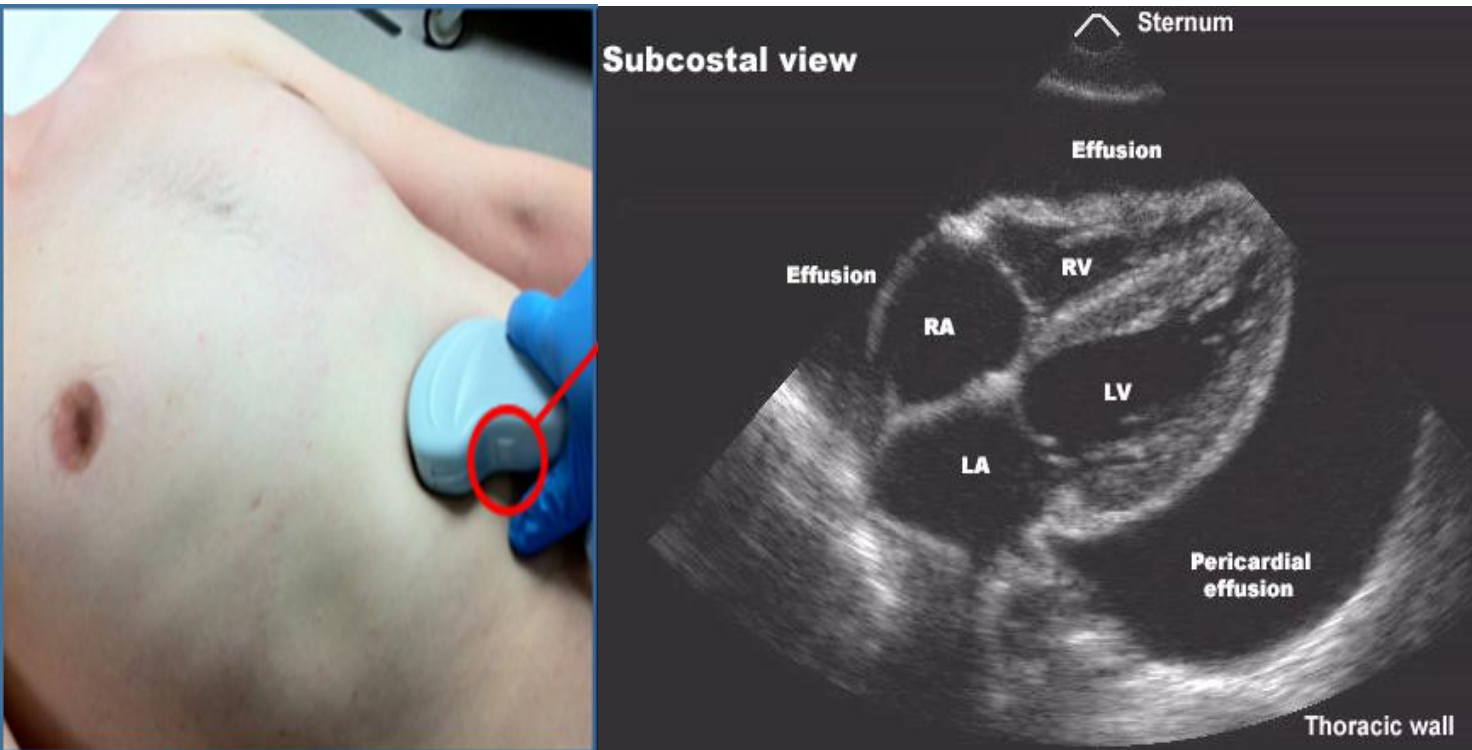 Sternum
Subcostal view
Effusion
Effusion
RV
RA
LV
LA
Pericardial
effusion
Thoracic wall